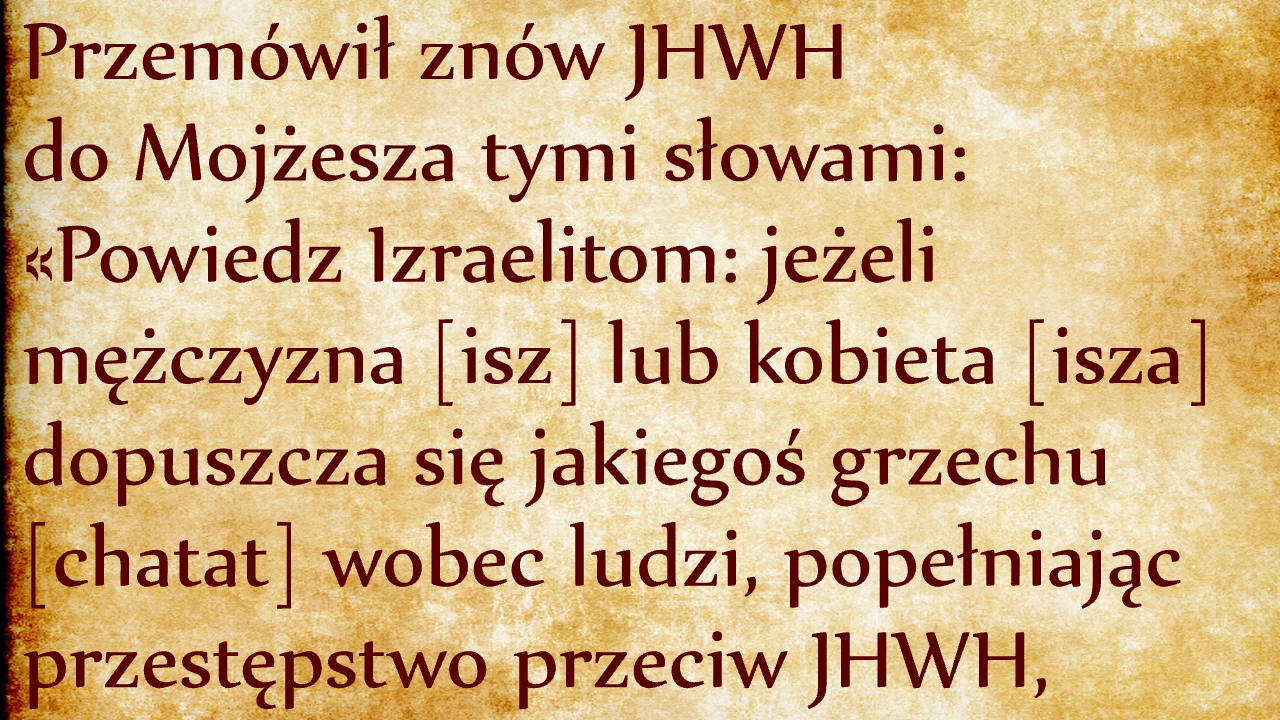 Przemówił znów JHWH
do Mojżesza tymi słowami:
«Powiedz Izraelitom: jeżeli
mężczyzna [isz] lub kobieta [isza]
dopuszcza się jakiegoś grzechu
[chatat] wobec ludzi, popełniając
przestępstwo przeciw JHWH,